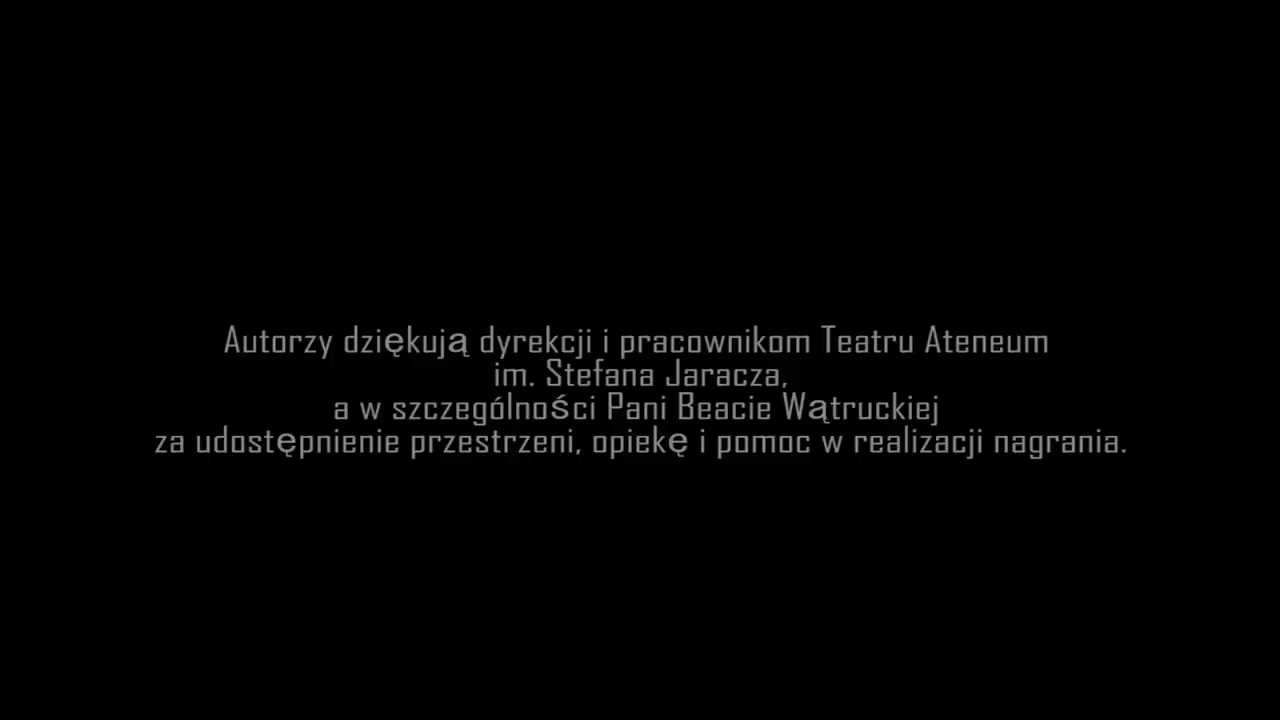 Autorzy dziękują dyrekcji i pracownikom Teatru Ateneum
im. Stefana Jaracza,
a w szczególności Pani Beacie Wątruckiej
za udostępnienie przestrzeni, opiekę i pomoc w realizacji nagrania.